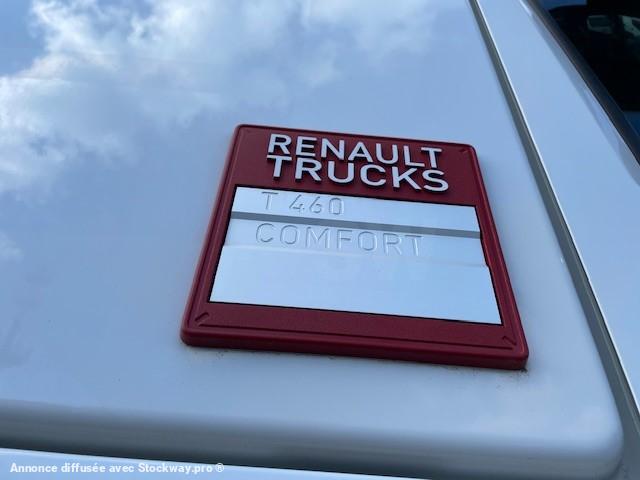 RENAULT
TRUCKS
T 460
COMFORT
Annonce diffusée avec Stockway.pro ®